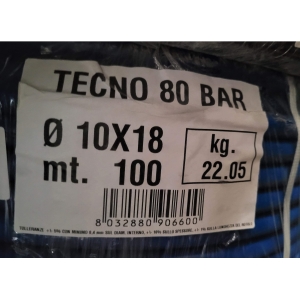 TECNO 80 BAR
Ø 10X18
mt. 100
kg.
22.05
8 032880 906600